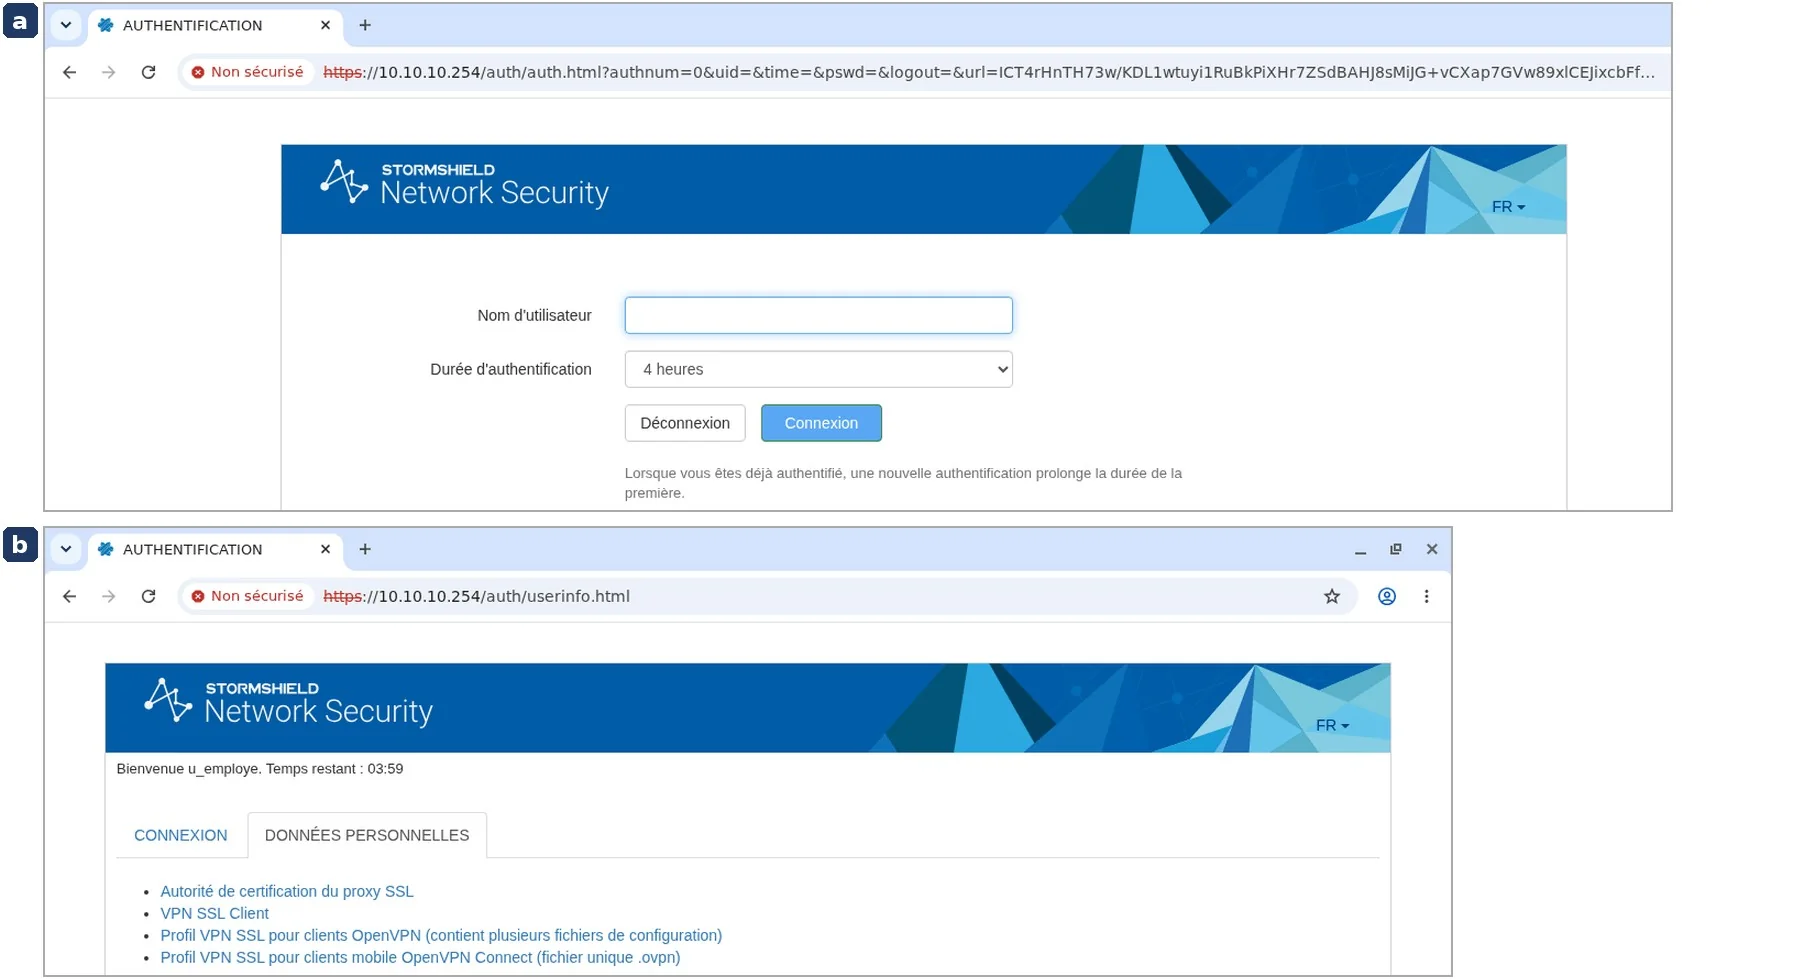 a
AUTHENTIFICATION
Non sécurisé https://10.10.10.254/auth/auth.html?authnum=0&uid=&time=&pswd=&logout=&url=ICT4rHnTH73w/KDL1wtuyi1RuBkPiXHr7ZSdBAHJ8sMiJG+vCXap7GVw89xlCEJixcbFf...
STORMSHIELD
Network Security
FR
Nom d'utilisateur
Durée d'authentification 4 heures
Déconnexion Connexion
Lorsque vous êtes déjà authentifié, une nouvelle authentification prolonge la durée de la
première.
b
AUTHENTIFICATION
Non sécurisé https://10.10.10.254/auth/userinfo.html
STORMSHIELD
Network Security
FR
Bienvenue u_employe. Temps restant : 03:59
CONNEXION DONNÉES PERSONNELLES
• Autorité de certification du proxy SSL
• VPN SSL Client
• Profil VPN SSL pour clients OpenVPN (contient plusieurs fichiers de configuration)
• Profil VPN SSL pour clients mobile OpenVPN Connect (fichier unique .ovpn)